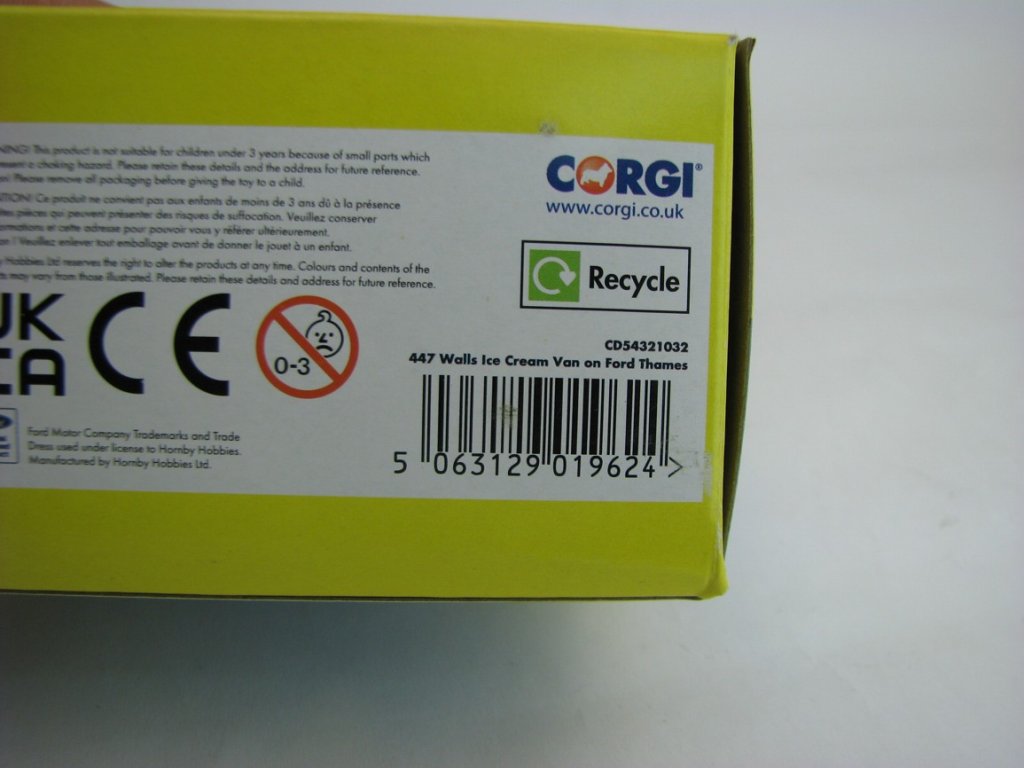 This product is not suitable for children under 3 years because of small parts which
a choking hazard. Please retain these details and the address for future reference.
Please remove all packaging before giving the toy to a child.
Ce produit ne convient pas aux enfants de moins de 3 ans dû à la présence
pièces qui peuvent présenter des risques de suffocation. Veuillez conserver
et cette adresse pour pouvoir vous y référer ultérieurement.
! Veuillez enlever tout emballage avant de donner le jouet à un enfant.
Hobbies Ltd reserves the right to alter the products at any time. Colours and contents of the
may vary from those illustrated. Please retain these details and address for future reference.
CORGI®
www.corgi.co.uk
Recycle
UK
CA
CE
0-3
CD54321032
447 Walls Ice Cream Van on Ford Thames
5 063129 019624 >
Ford Motor Company Trademarks and Trade
Dress used under license to Hornby Hobbies.
Manufactured by Hornby Hobbies Ltd.